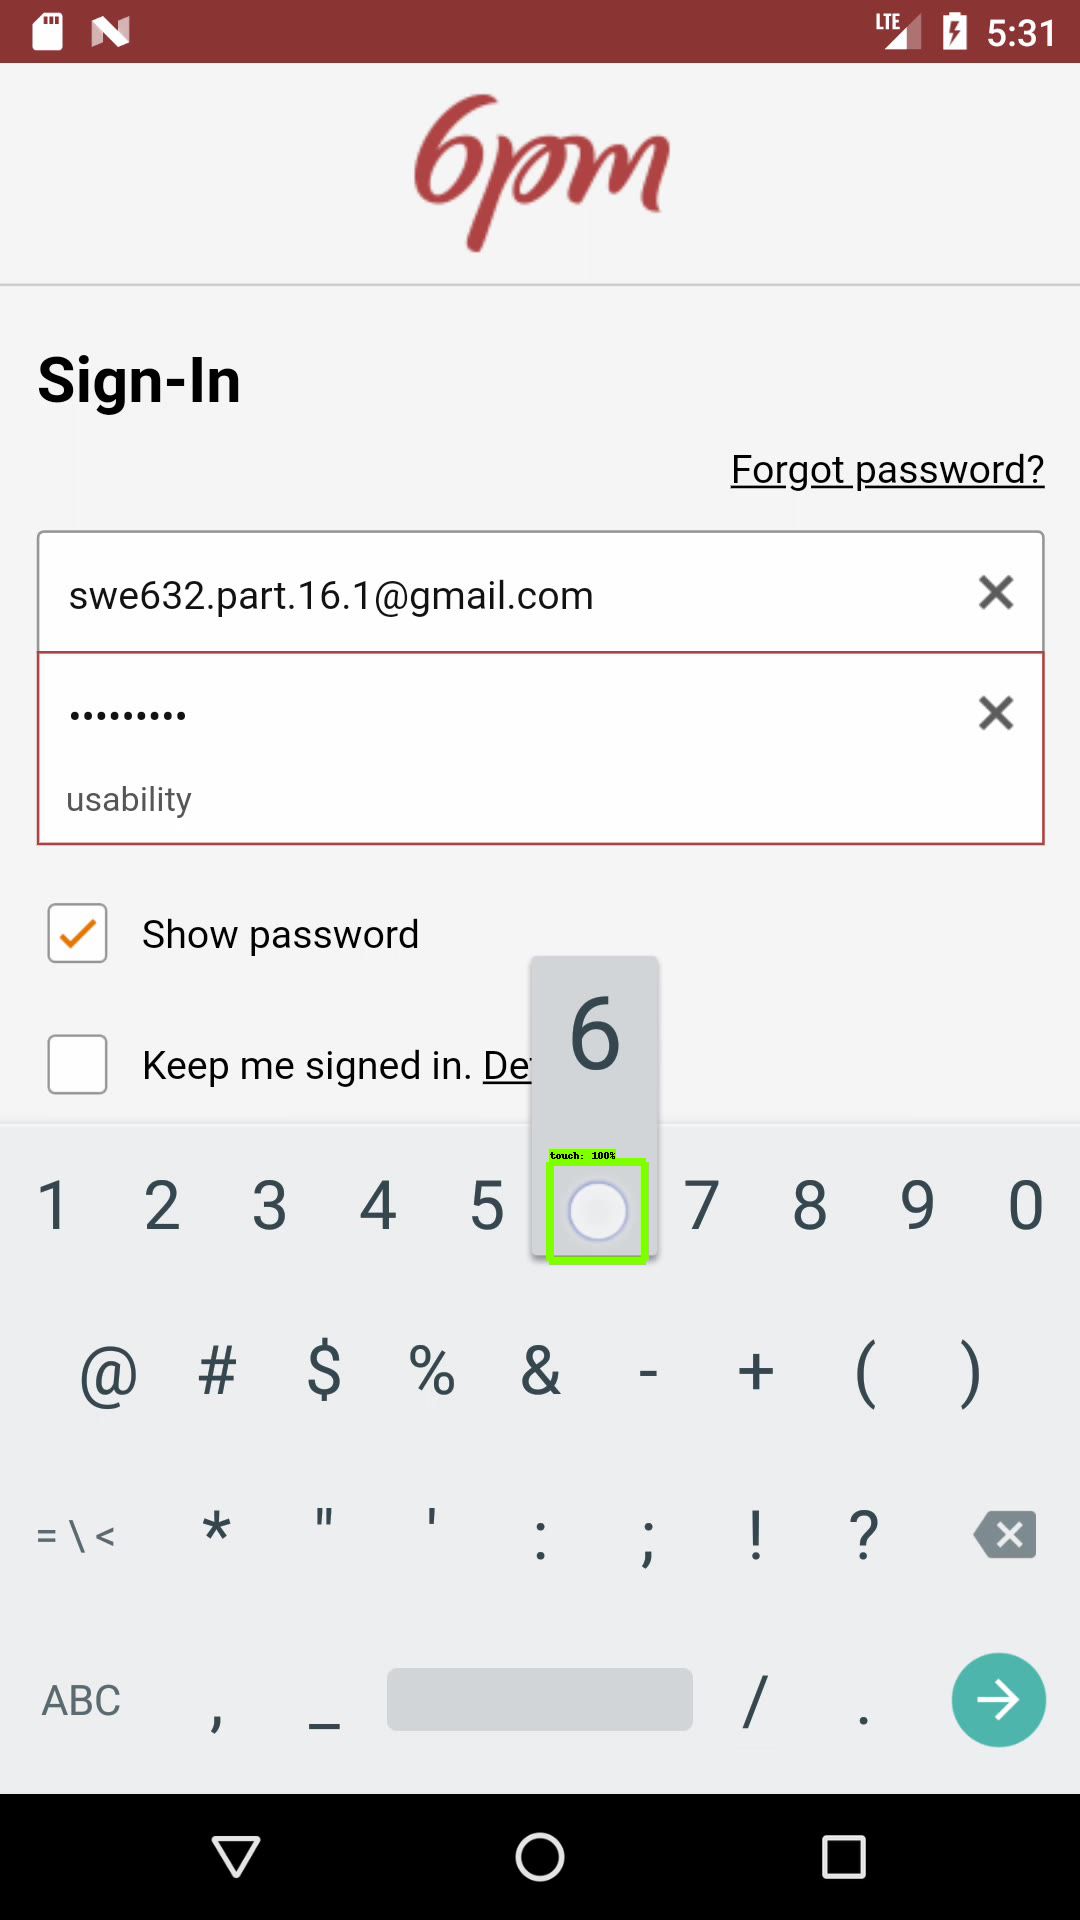 LTE 5:31
6pm
Sign-In
Forgot password?
swe632.part.16.1@gmail.com
•••••••••
usability
Show password
Keep me signed in. De
6
touch: 100%
1 2 3 4 5 7 8 9 0
@ # $ % & - + ( )
= \ < * " ' : ; ! ?
ABC , _ / .